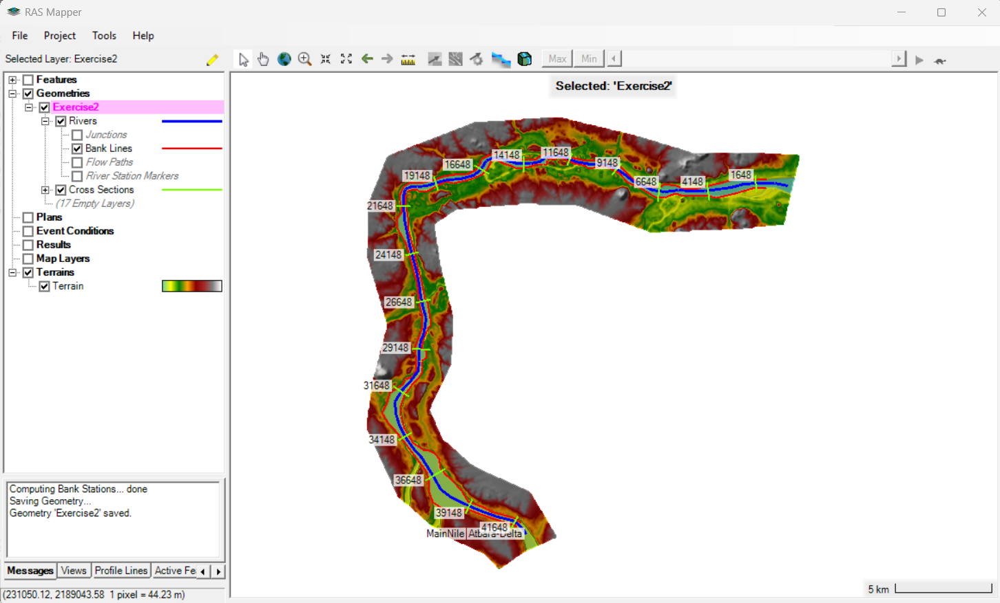 RAS Mapper
File Project Tools Help
Selected Layer: Exercise2
Max Min
Features
Geometries
Exercise2
Rivers
Junctions
Bank Lines
Flow Paths
River Station Markers
Cross Sections
(17 Empty Layers)
Plans
Event Conditions
Results
Map Layers
Terrains
Terrain
Selected: 'Exercise2'
14148
11648
16648
9148
19148
1648
6648
4148
21648
24148
26648
29148
31648
34148
36648
39148
41648
MainNile Atbara-Delta
5 km
Computing Bank Stations... done
Saving Geometry...
Geometry 'Exercise2' saved.
Messages Views Profile Lines Active Fe
(231050.12, 2189043.58 1 pixel = 44.23 m)